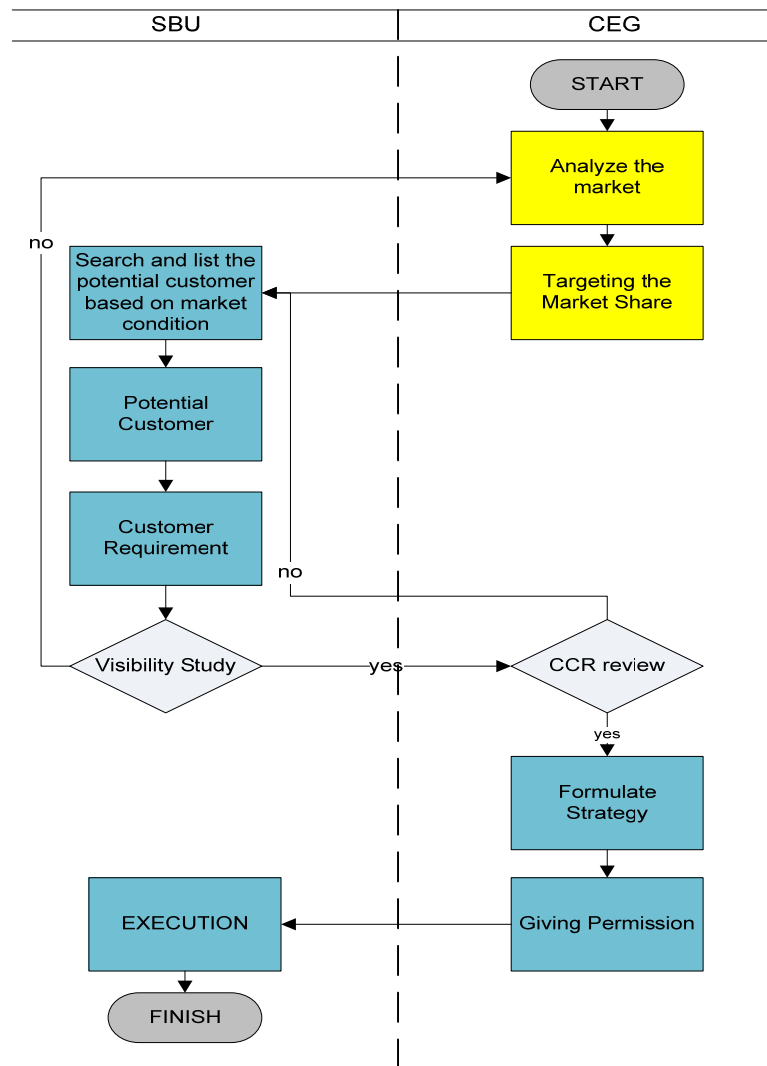 SBU
CEG
START
Analyze the
market
no
Search and list the
potential customer
based on market
condition
Targeting the
Market Share
Potential
Customer
Customer
Requirement
no
Visibility Study
yes
CCR review
yes
Formulate
Strategy
EXECUTION
Giving Permission
FINISH